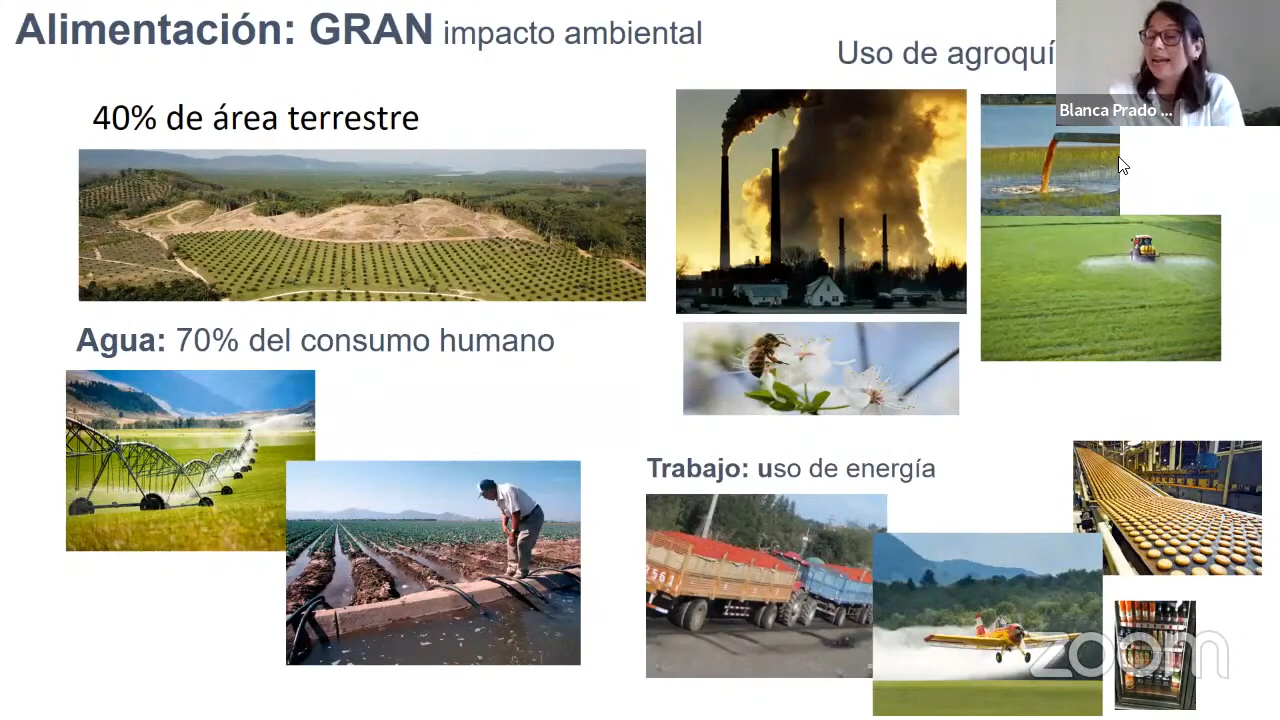 Alimentación: GRAN impacto ambiental
Uso de agroquí
Blanca Prado ...
40% de área terrestre
Agua: 70% del consumo humano
Trabajo: uso de energía
2561
zoom